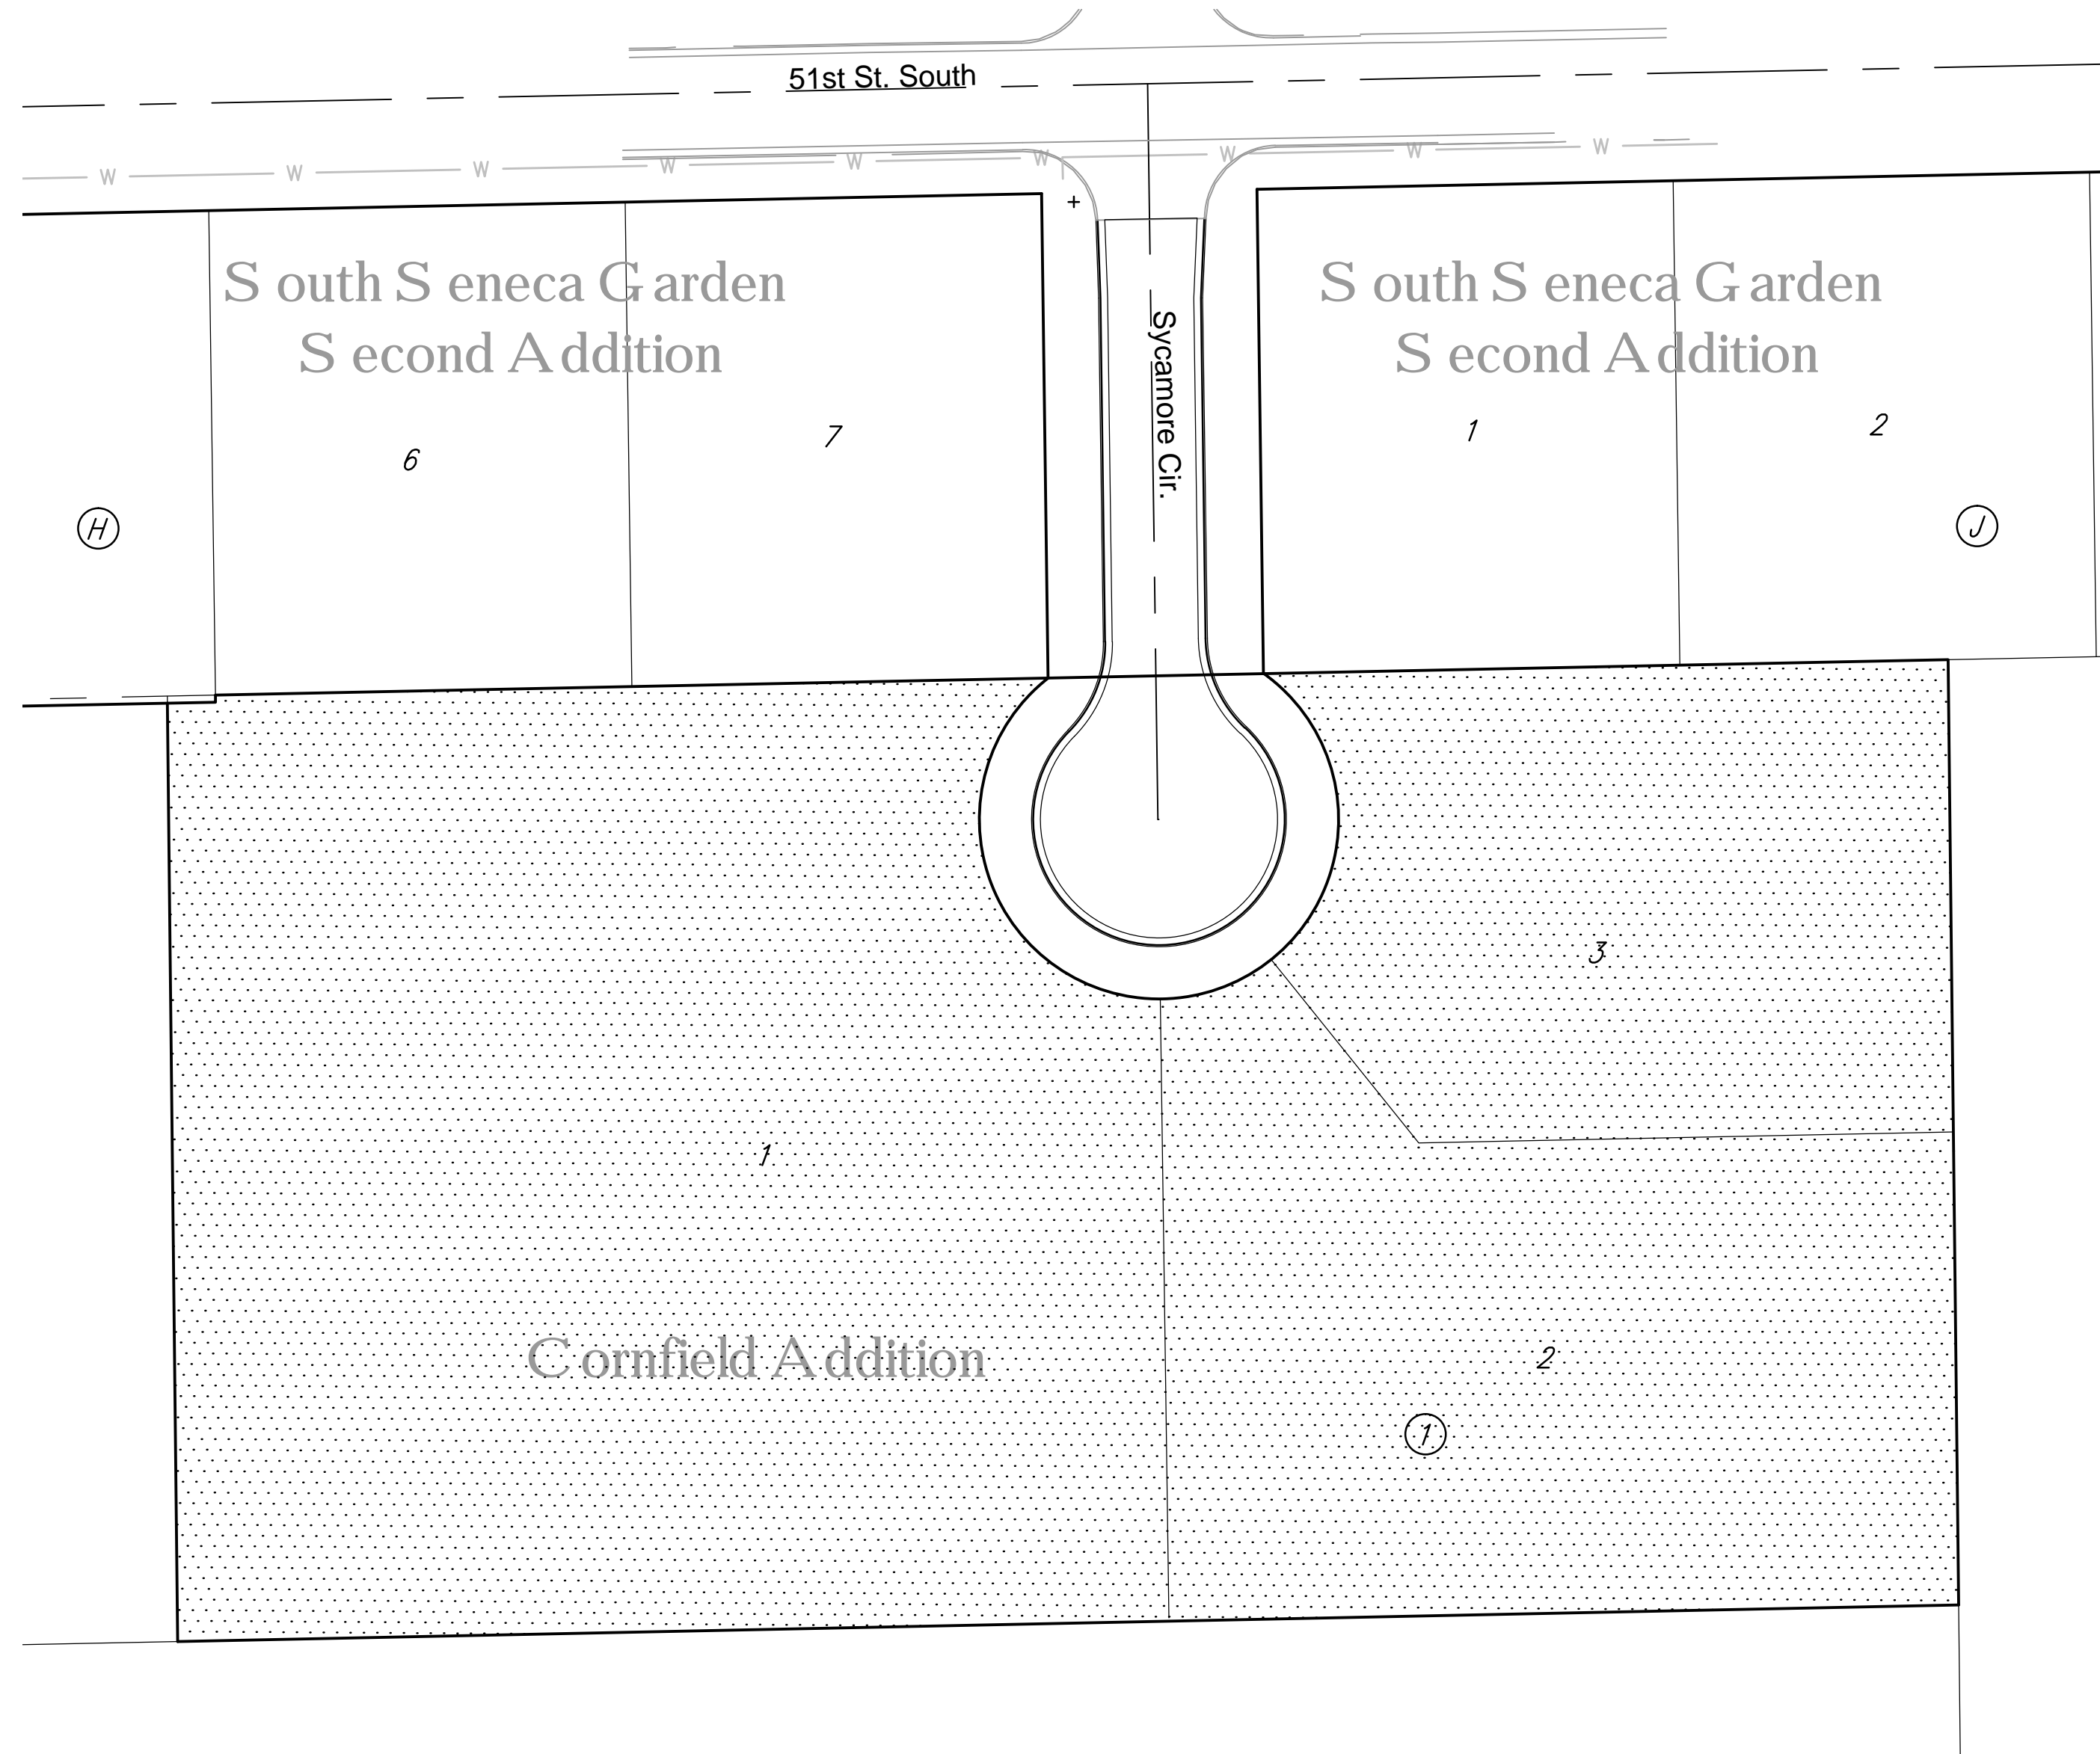 51st St. South
W W W W W W W W W
South Seneca Garden
Second Addition
South Seneca Garden
Second Addition
Sycamore Cir.
6
7
1
2
H
J
3
1
Cornfield Addition
2
1